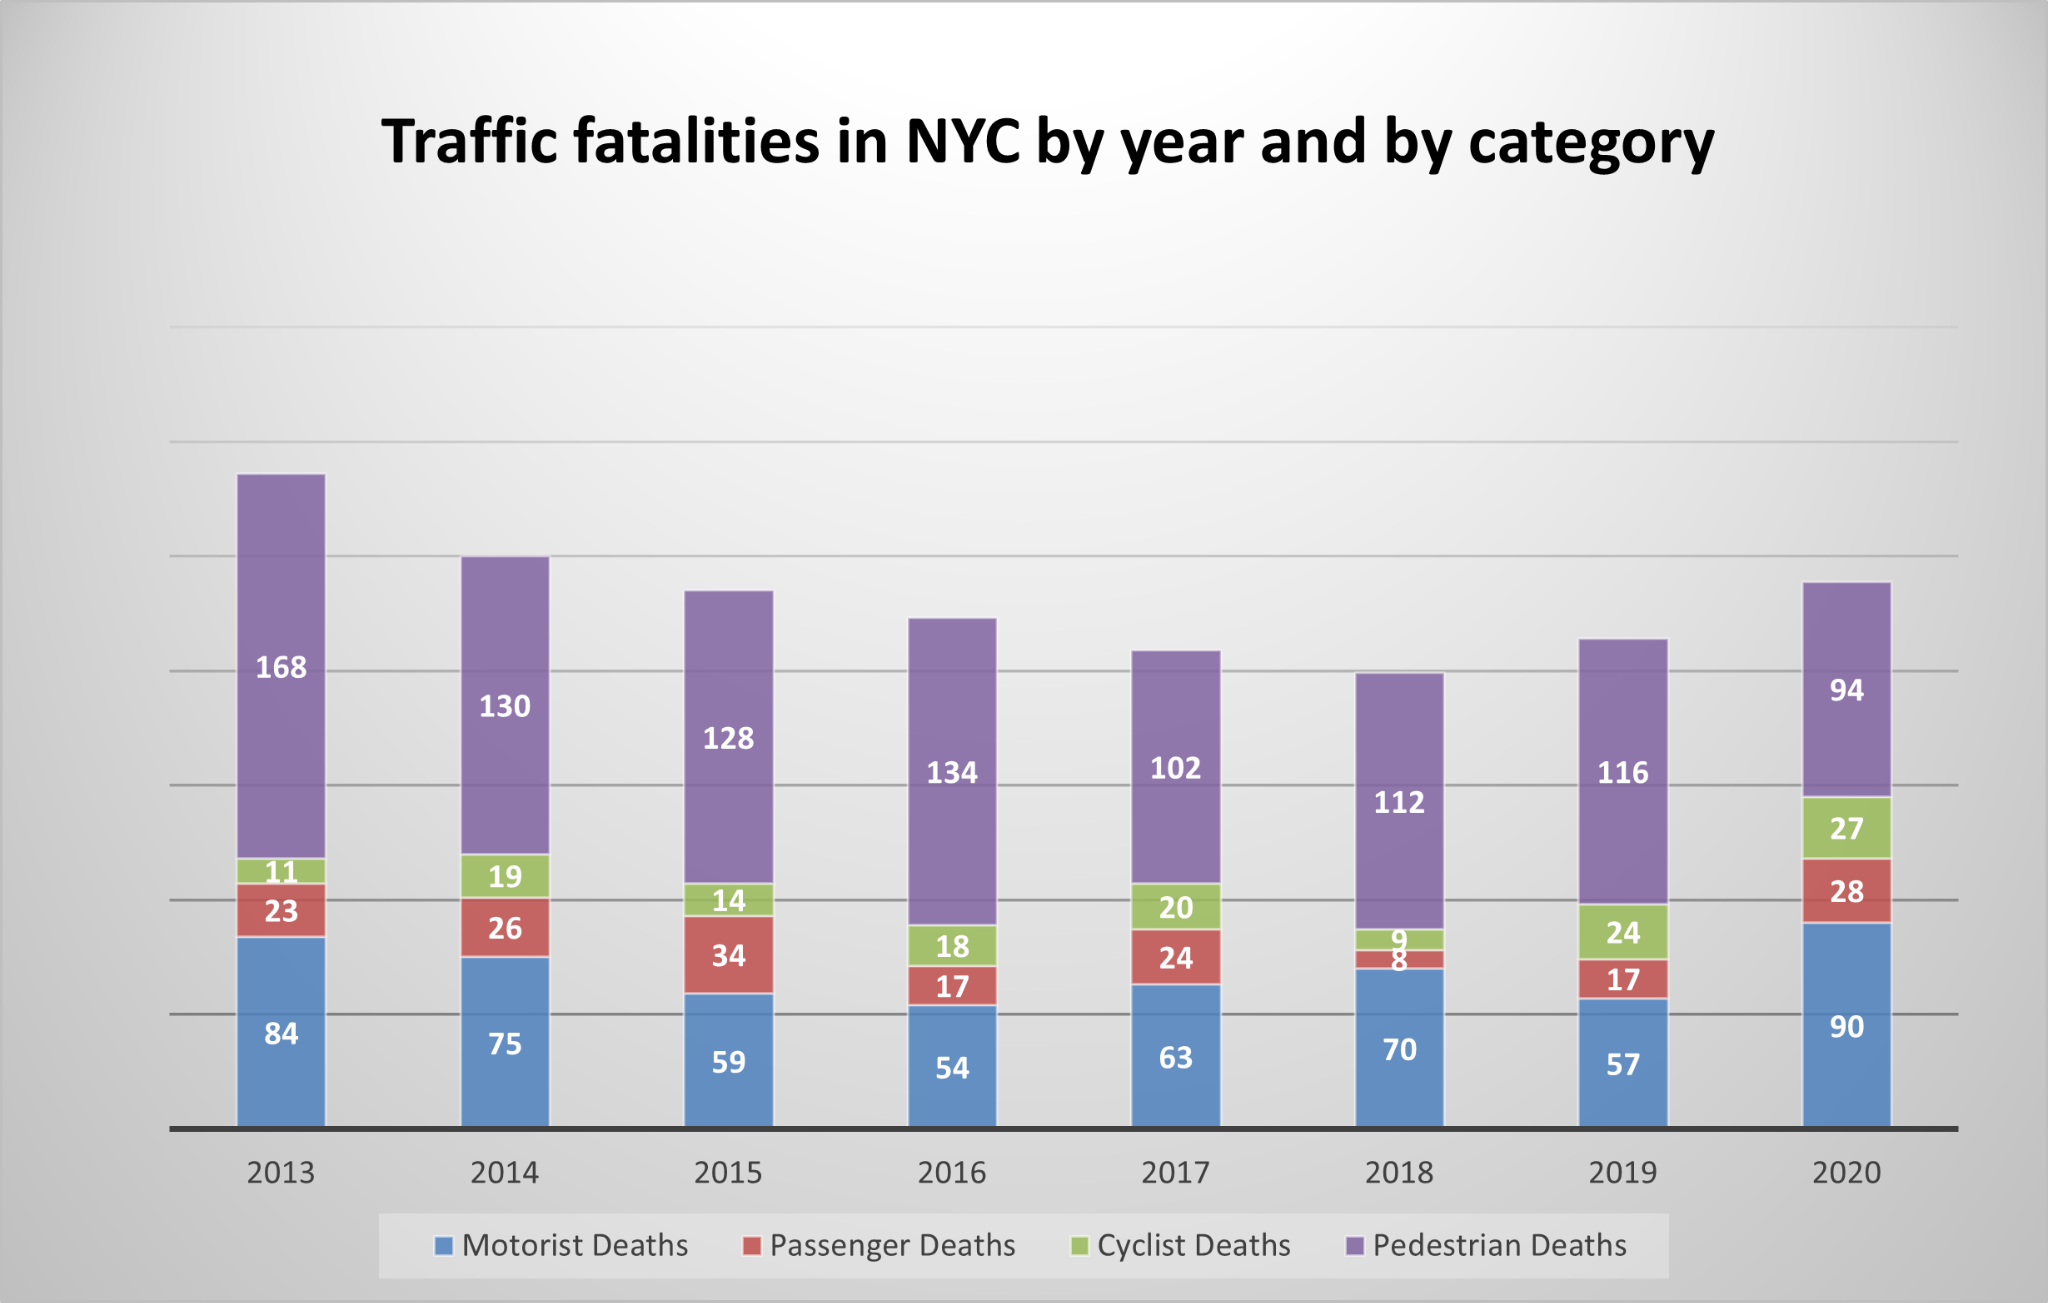 Traffic fatalities in NYC by year and by category
168 130 128 134 102 112 116 94
11 19 14 18 20 9 24 27
23 26 34 17 24 8 17 28
84 75 59 54 63 70 57 90
2013 2014 2015 2016 2017 2018 2019 2020
Motorist Deaths Passenger Deaths Cyclist Deaths Pedestrian Deaths